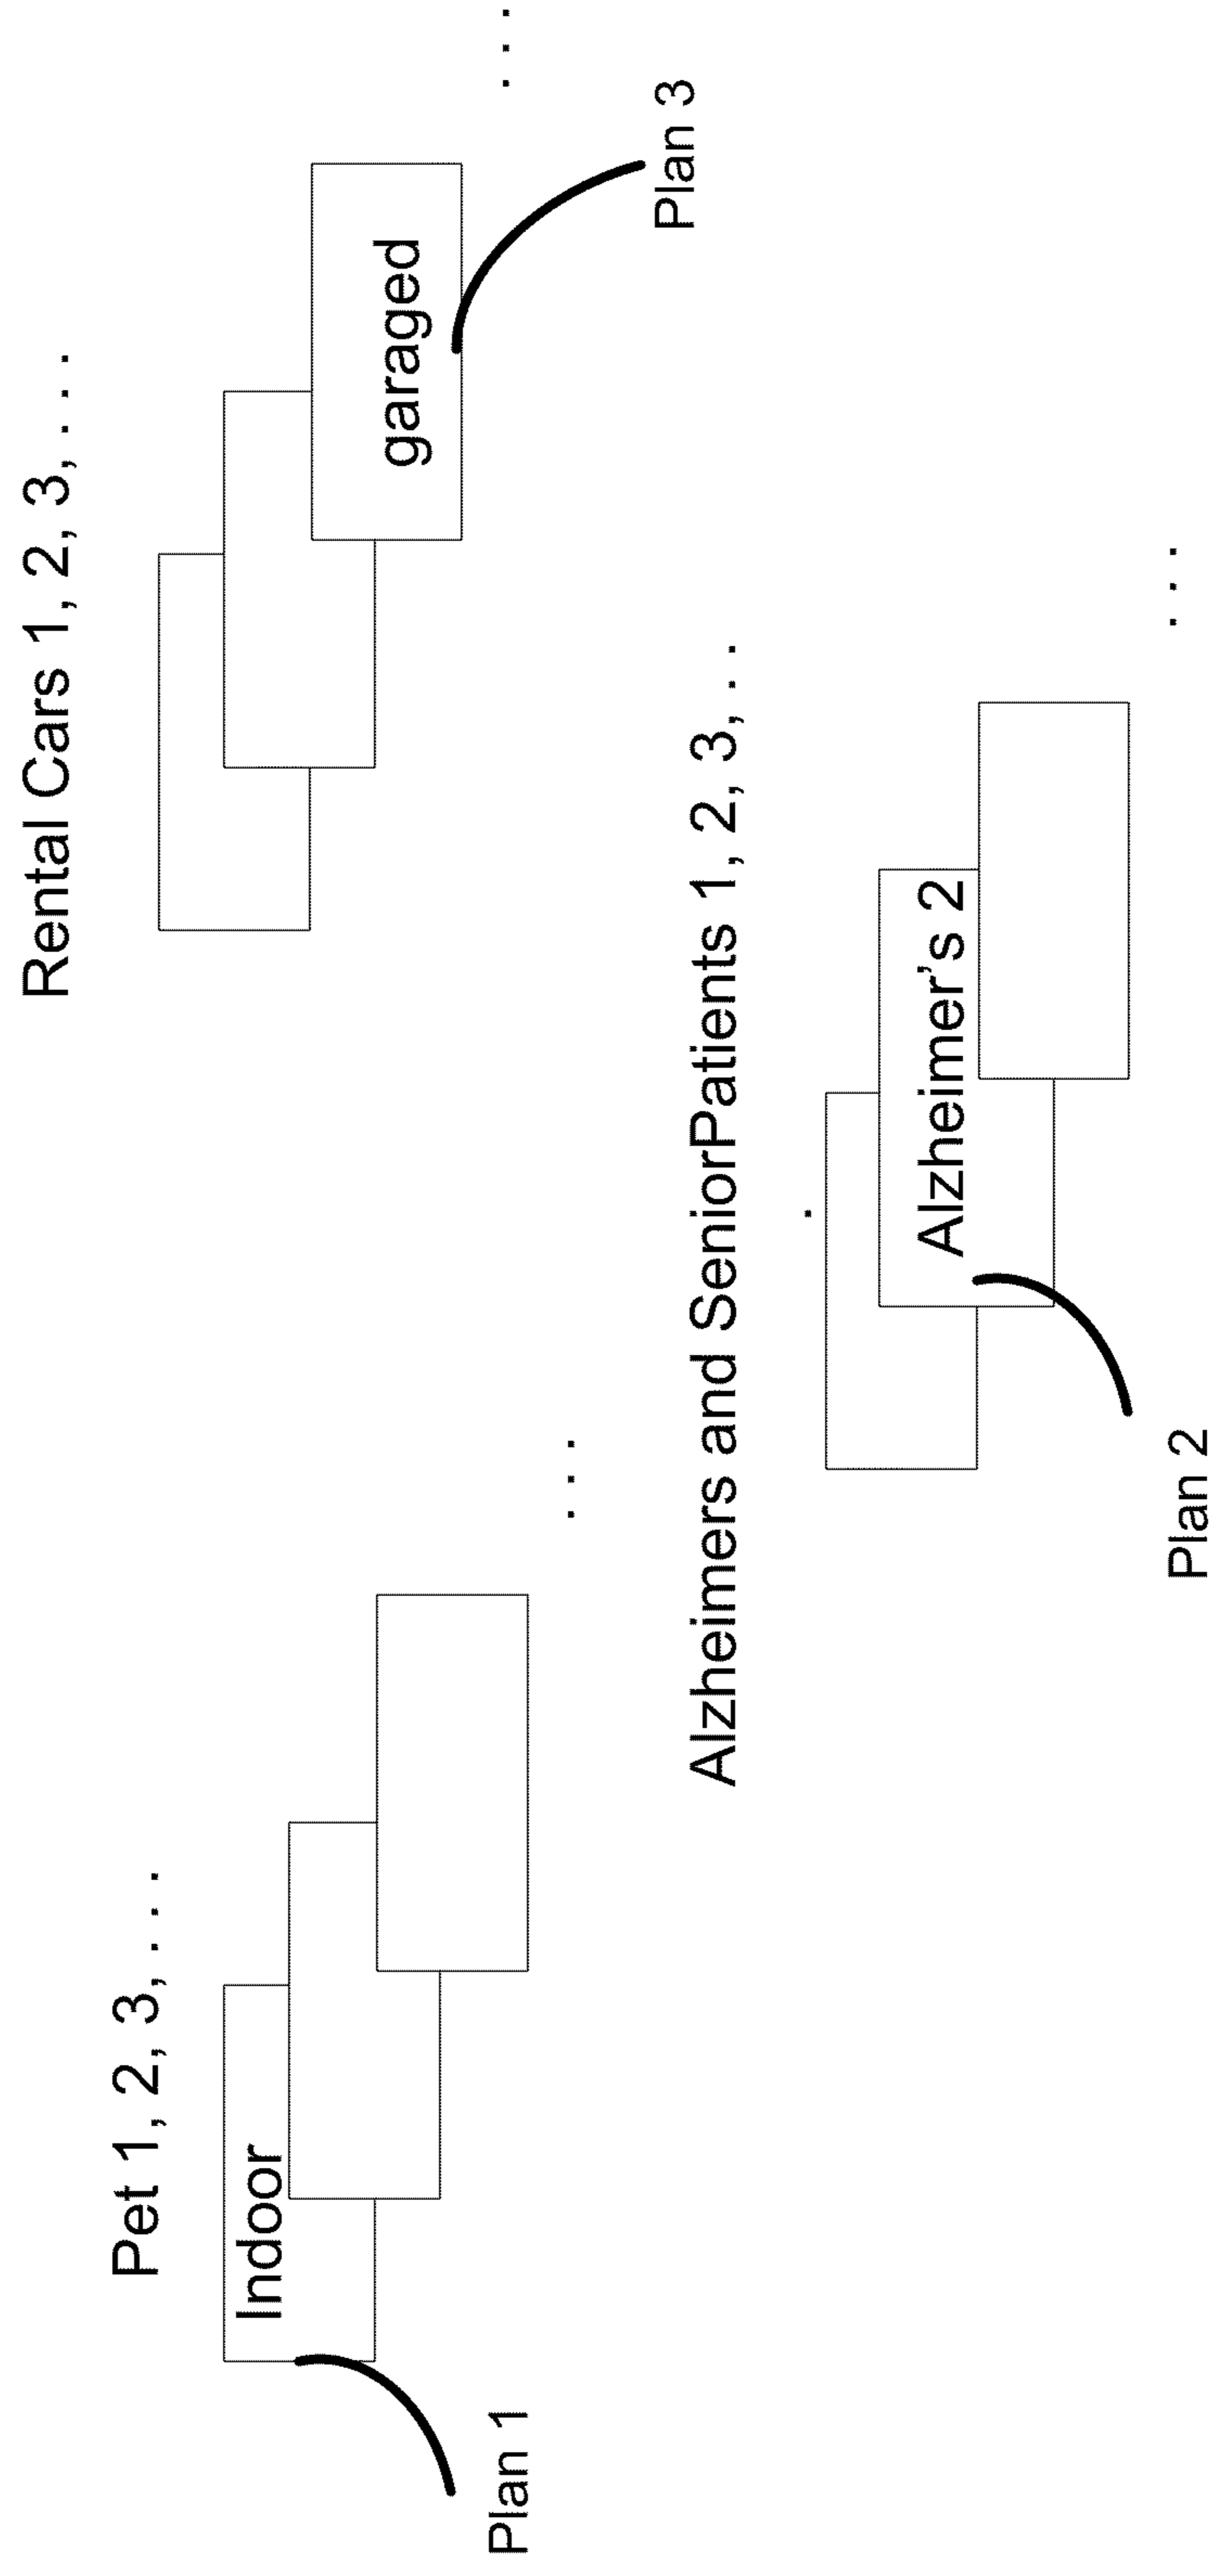 Pet 1, 2, 3, . . .
Indoor
. . .
Plan 1
Rental Cars 1, 2, 3, . . .
garaged
. . .
Plan 3
Alzheimers and SeniorPatients 1, 2, 3, . .
.
Alzheimer's 2
. . .
Plan 2